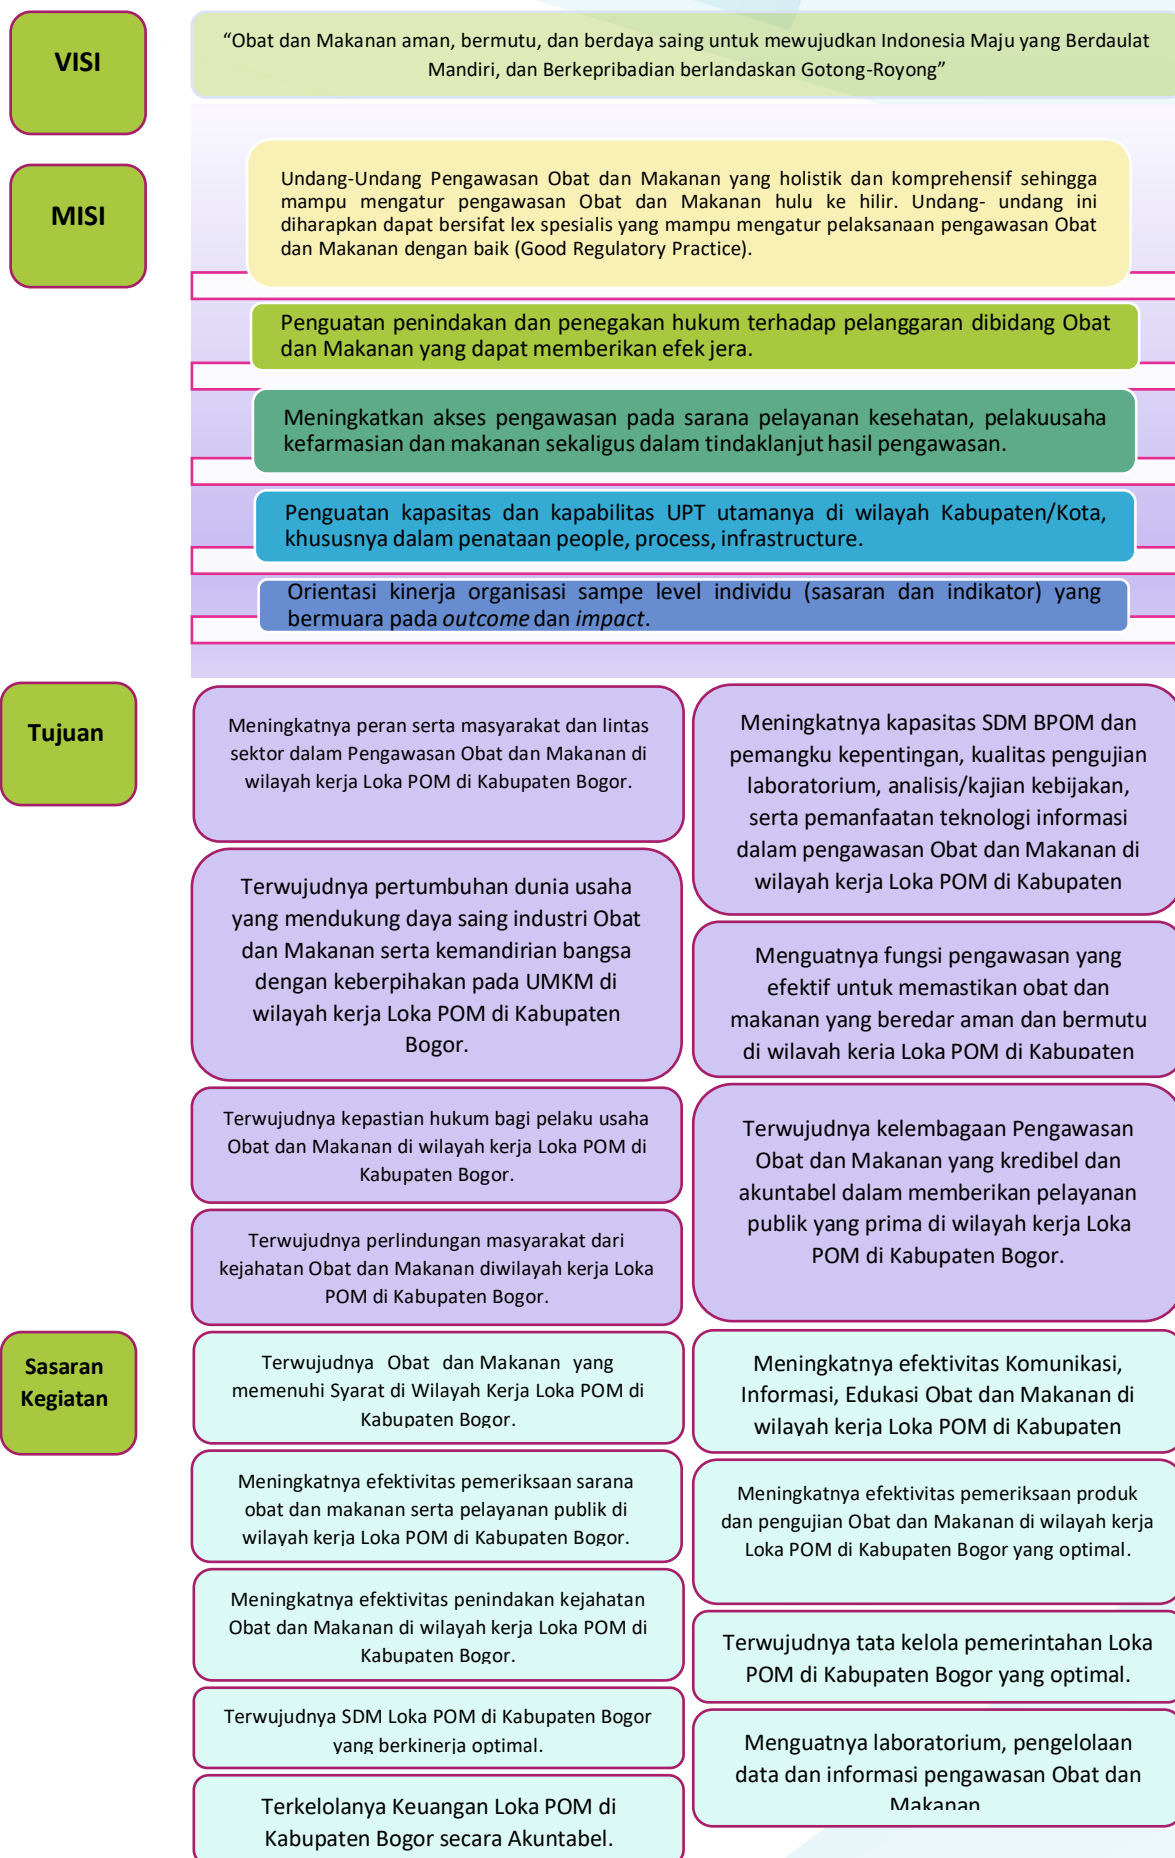 VISI
“Obat dan Makanan aman, bermutu, dan berdaya saing untuk mewujudkan Indonesia Maju yang Berdaulat
Mandiri, dan Berkepribadian berlandaskan Gotong-Royong”
MISI
Undang-Undang Pengawasan Obat dan Makanan yang holistik dan komprehensif sehingga
mampu mengatur pengawasan Obat dan Makanan hulu ke hilir. Undang- undang ini
diharapkan dapat bersifat lex spesialis yang mampu mengatur pelaksanaan pengawasan Obat
dan Makanan dengan baik (Good Regulatory Practice).
Penguatan penindakan dan penegakan hukum terhadap pelanggaran dibidang Obat
dan Makanan yang dapat memberikan efek jera.
Meningkatkan akses pengawasan pada sarana pelayanan kesehatan, pelakuusaha
kefarmasian dan makanan sekaligus dalam tindaklanjut hasil pengawasan.
Penguatan kapasitas dan kapabilitas UPT utamanya di wilayah Kabupaten/Kota,
khususnya dalam penataan people, process, infrastructure.
Orientasi kinerja organisasi sampe level individu (sasaran dan indikator) yang
bermuara pada outcome dan impact.
Tujuan
Meningkatnya peran serta masyarakat dan lintas
sektor dalam Pengawasan Obat dan Makanan di
wilayah kerja Loka POM di Kabupaten Bogor.
Terwujudnya pertumbuhan dunia usaha
yang mendukung daya saing industri Obat
dan Makanan serta kemandirian bangsa
dengan keberpihakan pada UMKM di
wilayah kerja Loka POM di Kabupaten
Bogor.
Terwujudnya kepastian hukum bagi pelaku usaha
Obat dan Makanan di wilayah kerja Loka POM di
Kabupaten Bogor.
Terwujudnya perlindungan masyarakat dari
kejahatan Obat dan Makanan diwilayah kerja Loka
POM di Kabupaten Bogor.
Meningkatnya kapasitas SDM BPOM dan
pemangku kepentingan, kualitas pengujian
laboratorium, analisis/kajian kebijakan,
serta pemanfaatan teknologi informasi
dalam pengawasan Obat dan Makanan di
wilayah kerja Loka POM di Kabupaten
Menguatnya fungsi pengawasan yang
efektif untuk memastikan obat dan
makanan yang beredar aman dan bermutu
di wilayah kerja Loka POM di Kabupaten
Terwujudnya kelembagaan Pengawasan
Obat dan Makanan yang kredibel dan
akuntabel dalam memberikan pelayanan
publik yang prima di wilayah kerja Loka
POM di Kabupaten Bogor.
Sasaran
Kegiatan
Terwujudnya Obat dan Makanan yang
memenuhi Syarat di Wilayah Kerja Loka POM di
Kabupaten Bogor.
Meningkatnya efektivitas pemeriksaan sarana
obat dan makanan serta pelayanan publik di
wilayah kerja Loka POM di Kabupaten Bogor.
Meningkatnya efektivitas penindakan kejahatan
Obat dan Makanan di wilayah kerja Loka POM di
Kabupaten Bogor.
Terwujudnya SDM Loka POM di Kabupaten Bogor
yang berkinerja optimal.
Terkelolanya Keuangan Loka POM di
Kabupaten Bogor secara Akuntabel.
Meningkatnya efektivitas Komunikasi,
Informasi, Edukasi Obat dan Makanan di
wilayah kerja Loka POM di Kabupaten
Meningkatnya efektivitas pemeriksaan produk
dan pengujian Obat dan Makanan di wilayah kerja
Loka POM di Kabupaten Bogor yang optimal.
Terwujudnya tata kelola pemerintahan Loka
POM di Kabupaten Bogor yang optimal.
Menguatnya laboratorium, pengelolaan
data dan informasi pengawasan Obat dan
Makanan